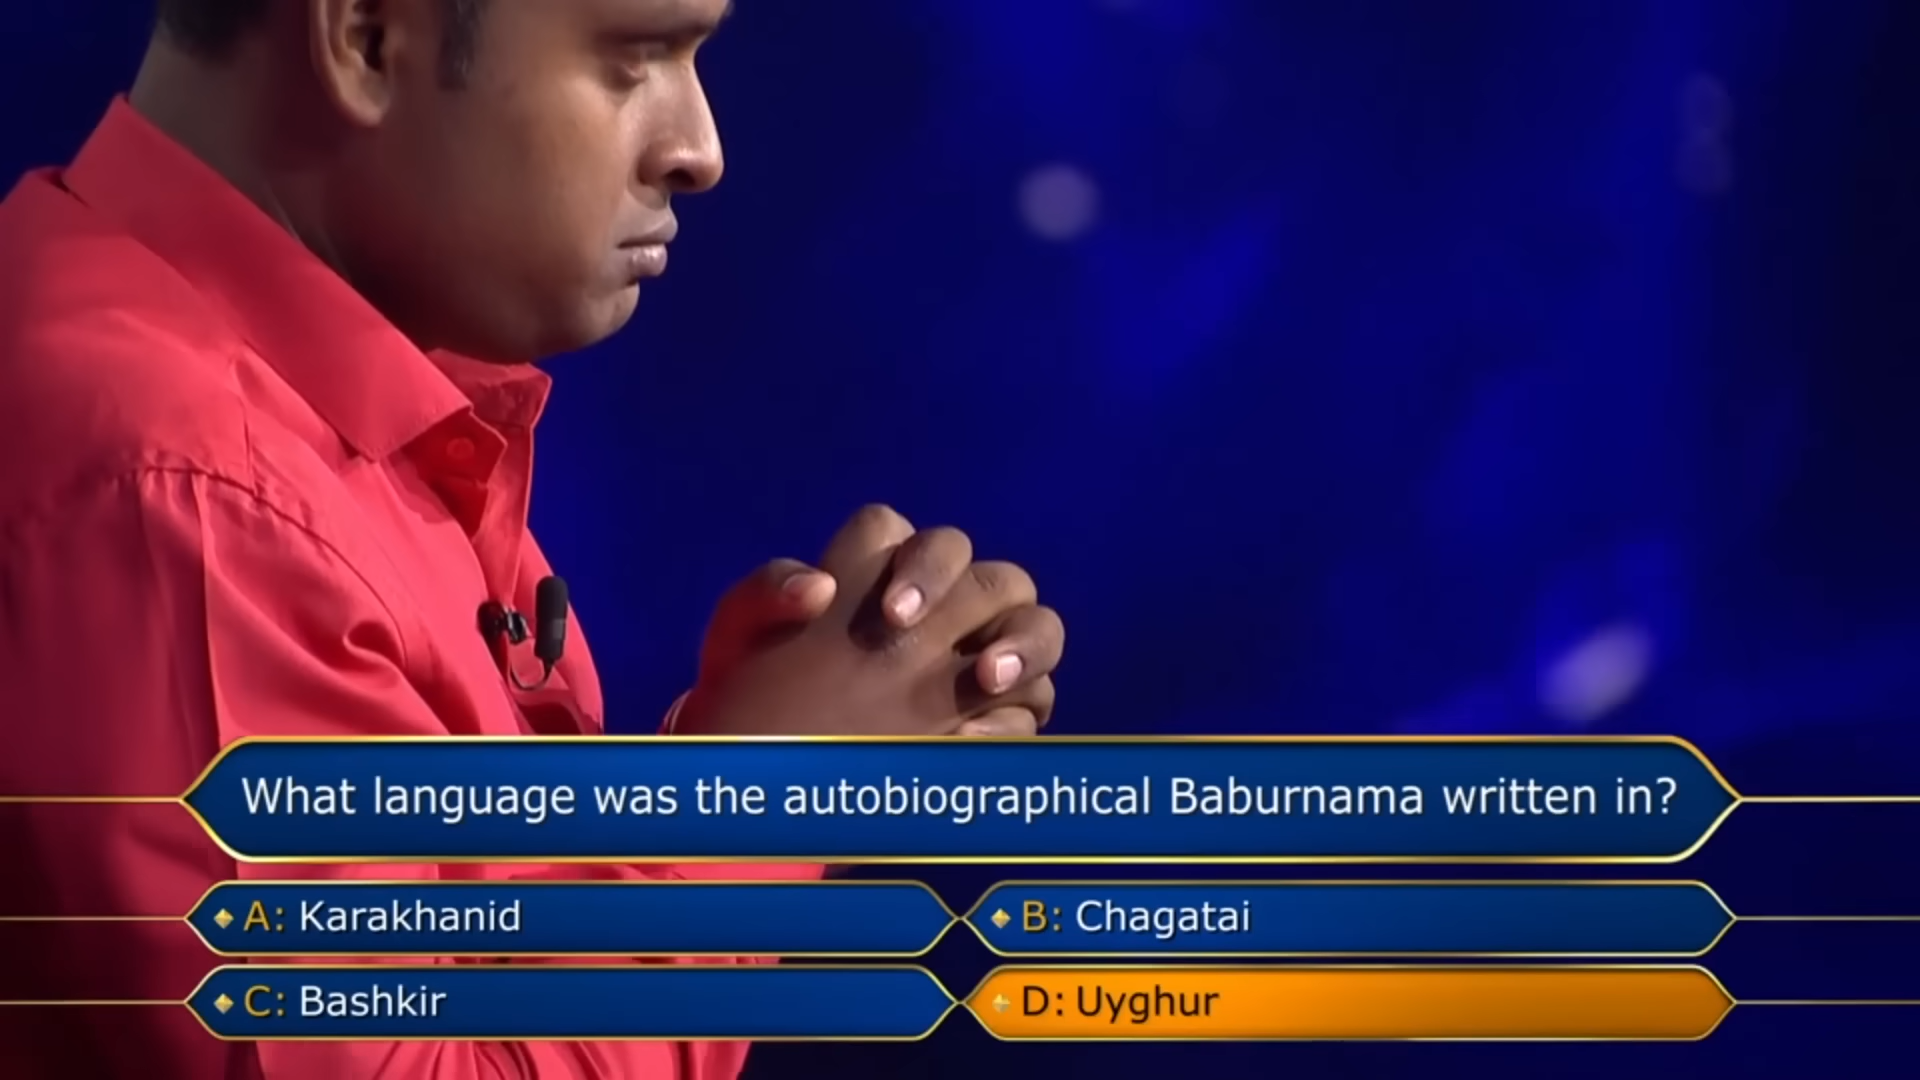 What language was the autobiographical Baburnama written in?
A: Karakhanid
B: Chagatai
C: Bashkir
D: Uyghur